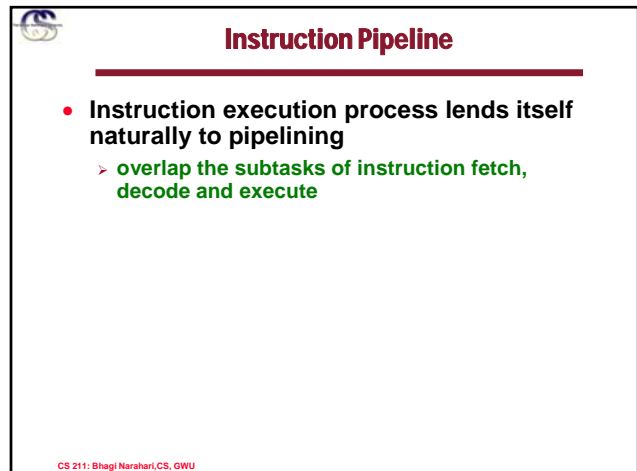 Instruction Pipeline
• Instruction execution process lends itself
naturally to pipelining
➢ overlap the subtasks of instruction fetch,
decode and execute
CS 211: Bhagi Narahari,CS, GWU